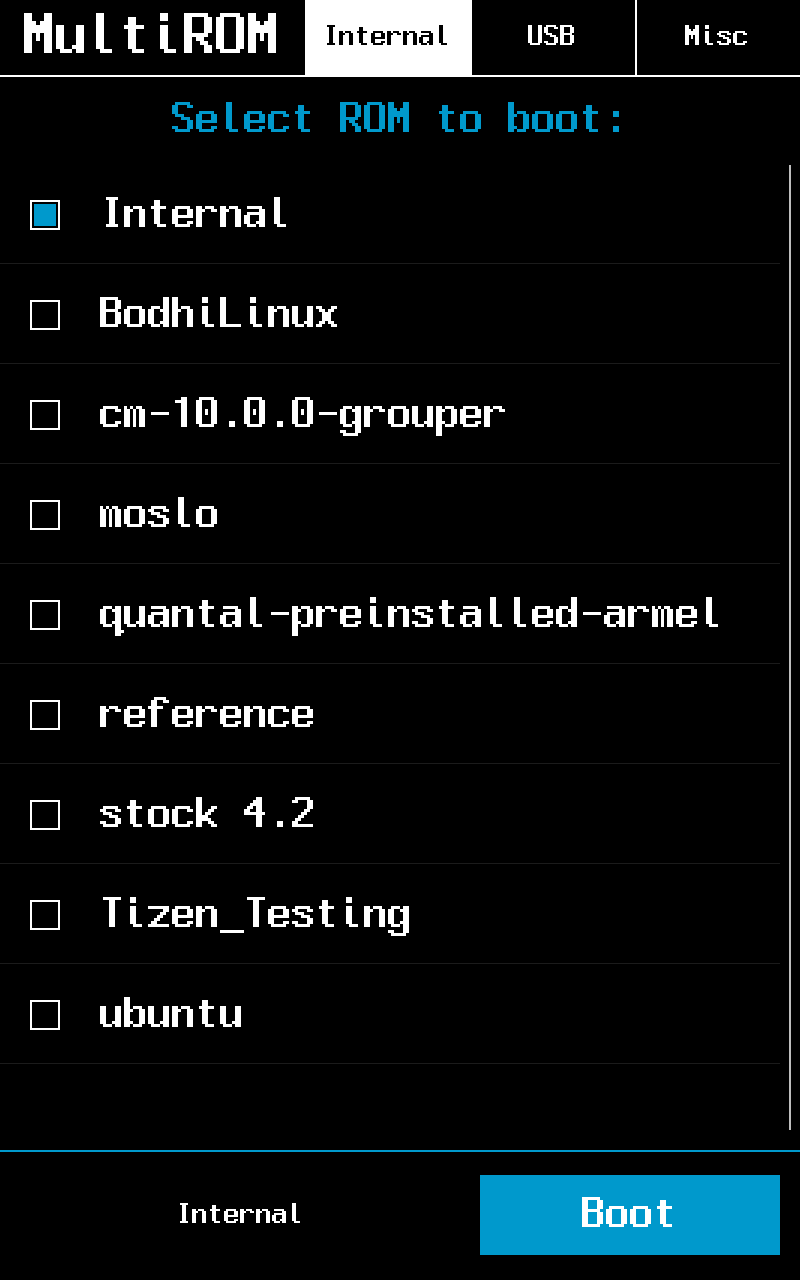 MultiROM Internal USB Misc
Select ROM to boot:
Internal
BodhiLinux
cm-10.0.0-grouper
moslo
quantal-preinstalled-armel
reference
stock 4.2
Tizen_Testing
ubuntu
Internal Boot